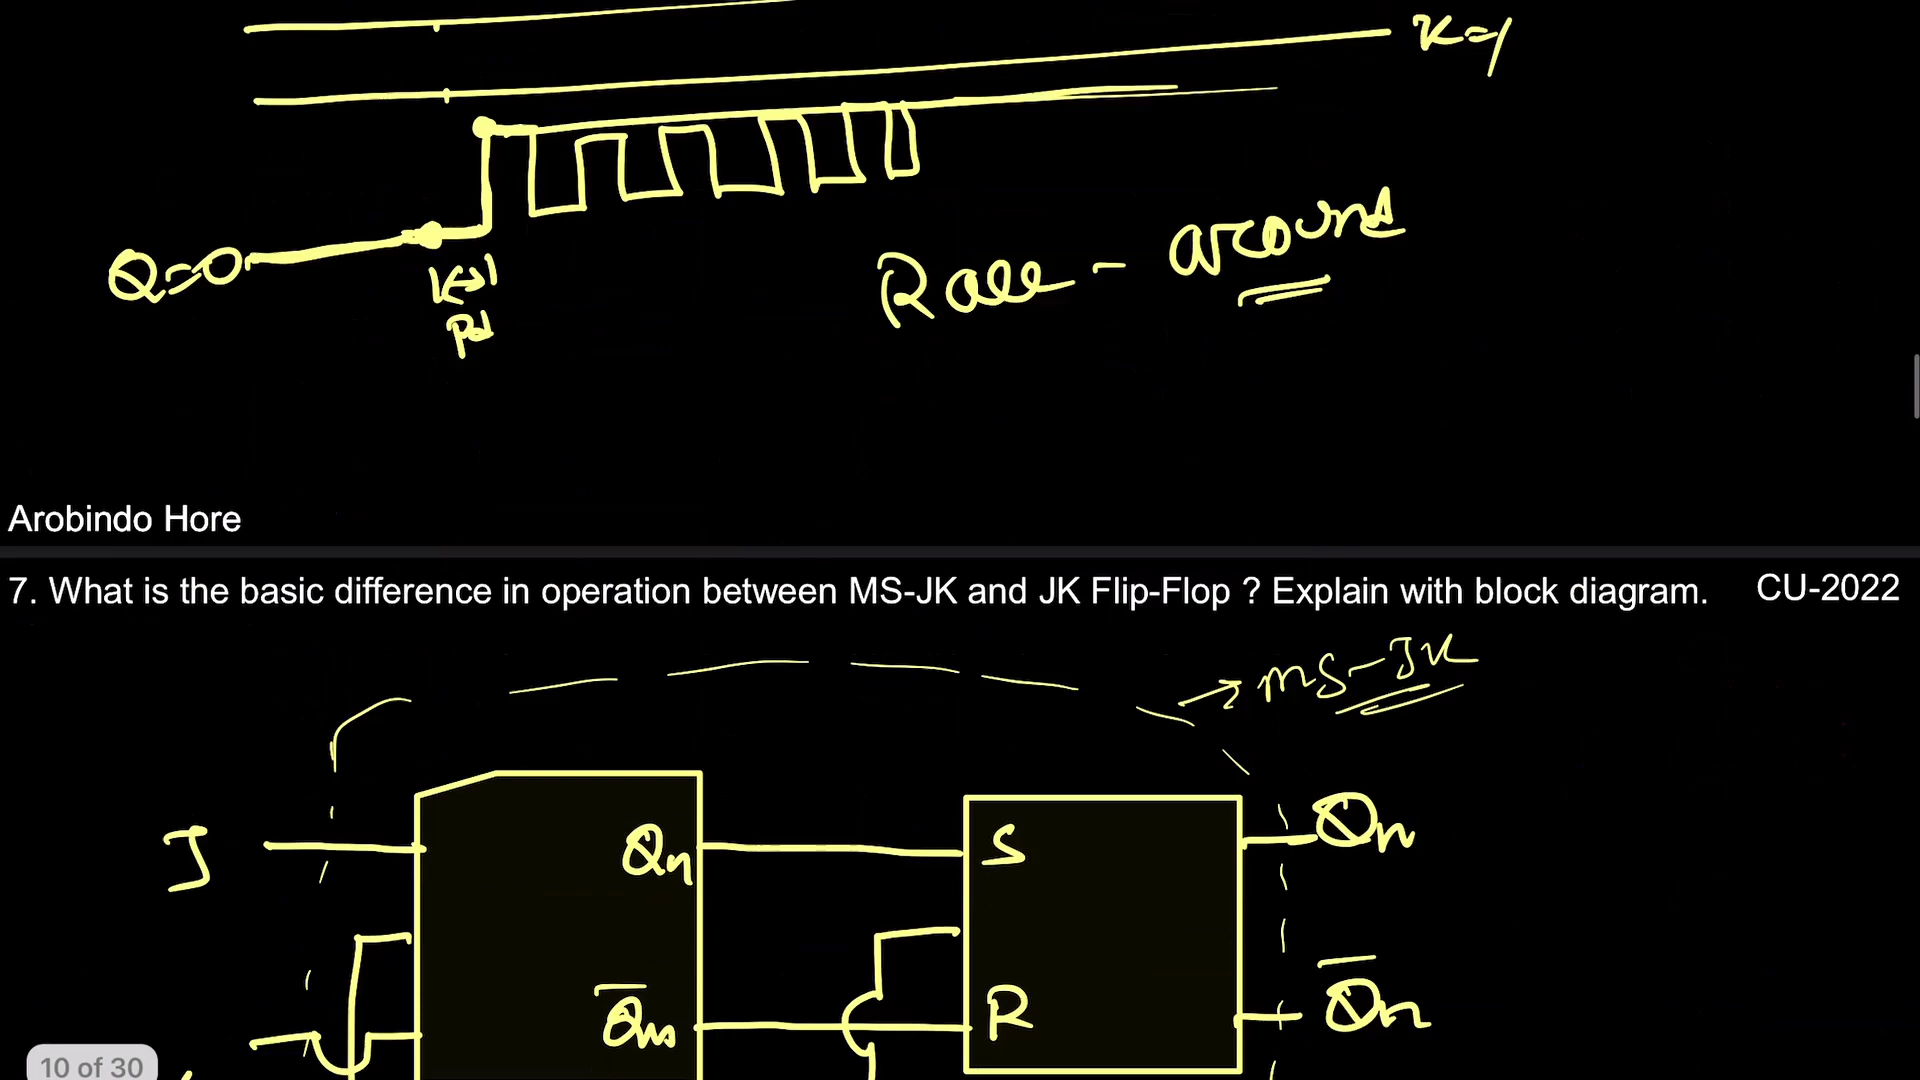 K=1
Q=0
Pd
Race-around
Arobindo Hore
7. What is the basic difference in operation between MS-JK and JK Flip-Flop ? Explain with block diagram. CU-2022
→ MS-JK
J Qn S Qn
Q̅n R Q̅n
10 of 30